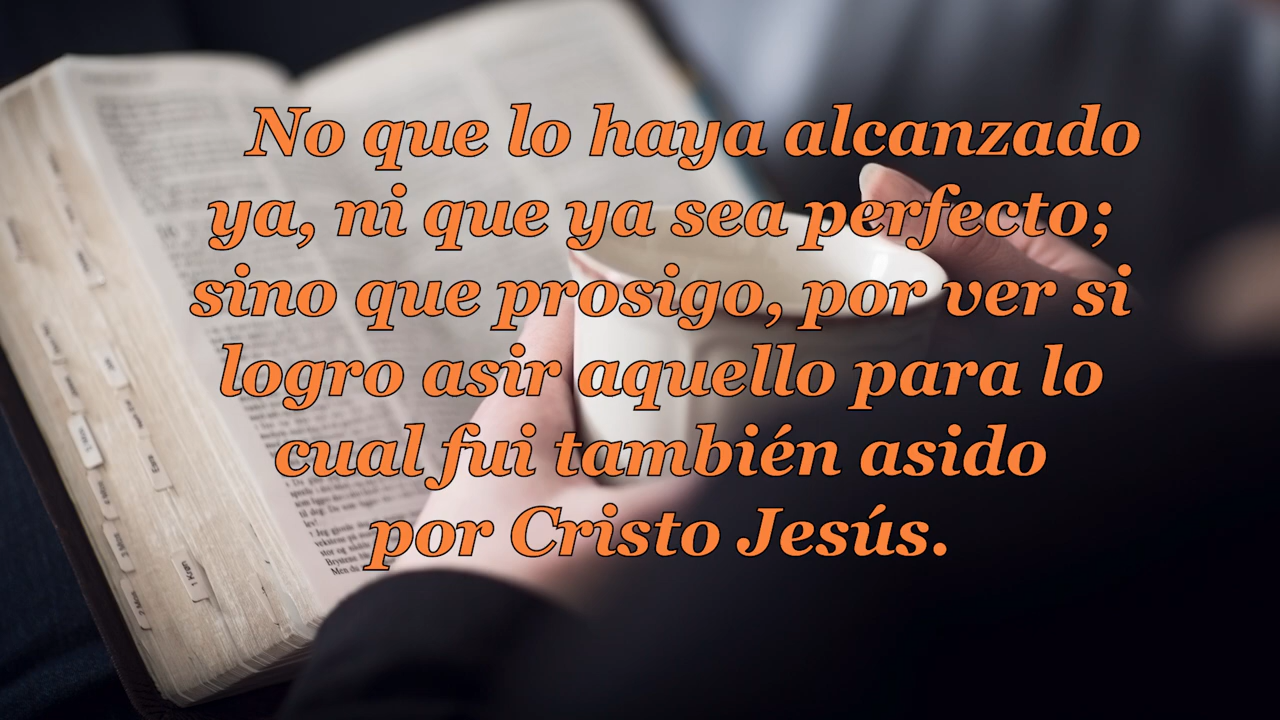 No que lo haya alcanzado
ya, ni que ya sea perfecto;
sino que prosigo, por ver si
logro asir aquello para lo
cual fui también asido
por Cristo Jesús.